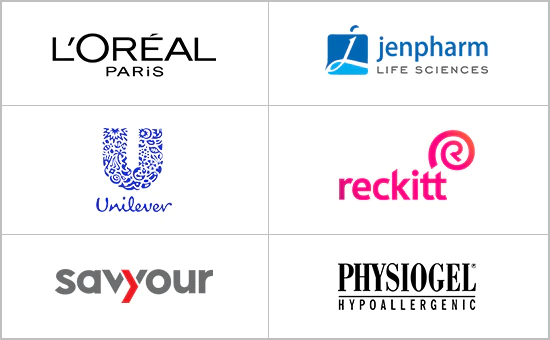 L'ORÉAL
PARiS
jenpharm
LIFE SCIENCES
U
Unilever
reckitt
savyour
PHYSIOGEL®
HYPOALLERGENIC